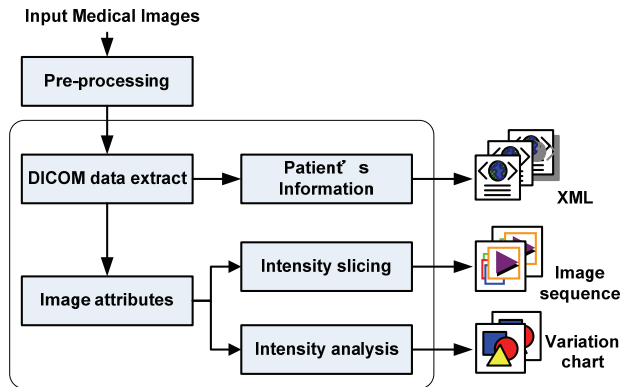 Input Medical Images
Pre-processing
DICOM data extract
Patient’s
Information
XML
Image attributes
Intensity slicing
Image
sequence
Intensity analysis
Variation
chart